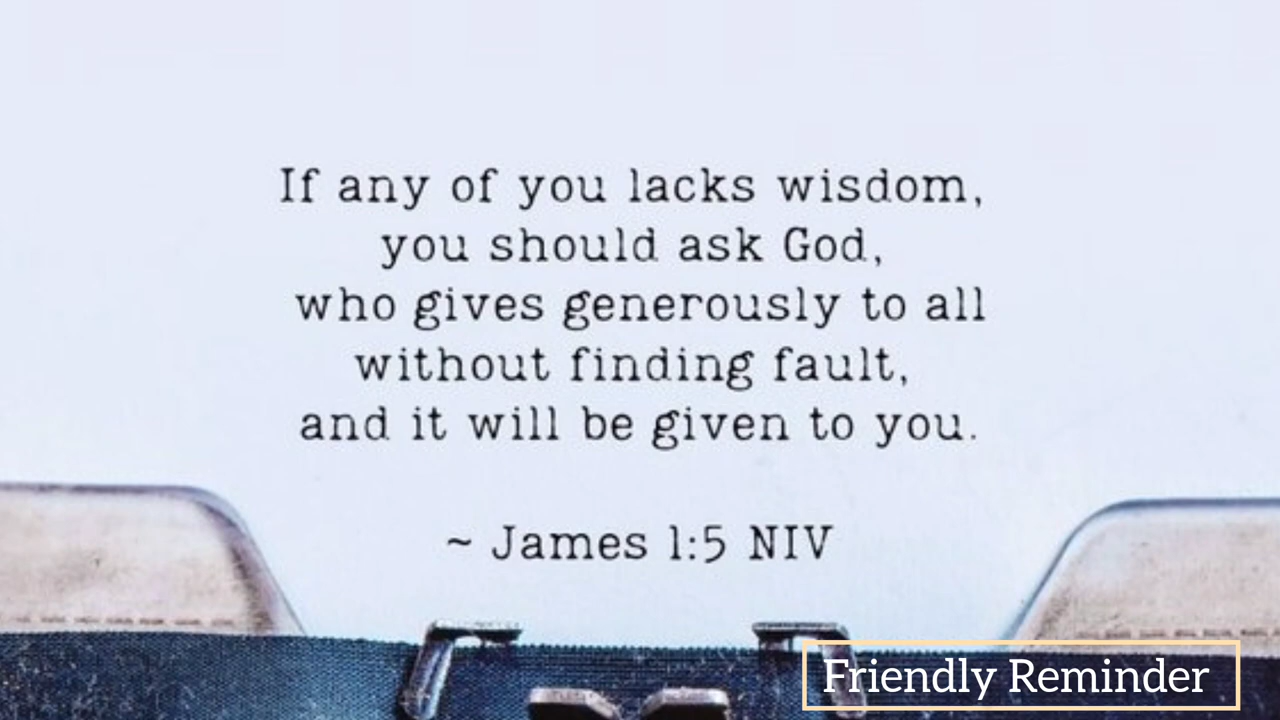 If any of you lacks wisdom,
you should ask God,
who gives generously to all
without finding fault,
and it will be given to you.
~ James 1:5 NIV
Friendly Reminder